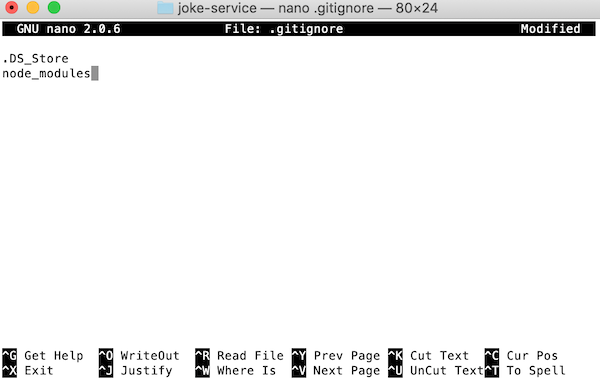 joke-service — nano .gitignore — 80×24
GNU nano 2.0.6 File: .gitignore Modified
.DS_Store
node_modules
^G Get Help ^O WriteOut ^R Read File ^Y Prev Page ^K Cut Text ^C Cur Pos
^X Exit ^J Justify ^W Where Is ^V Next Page ^U UnCut Text ^T To Spell